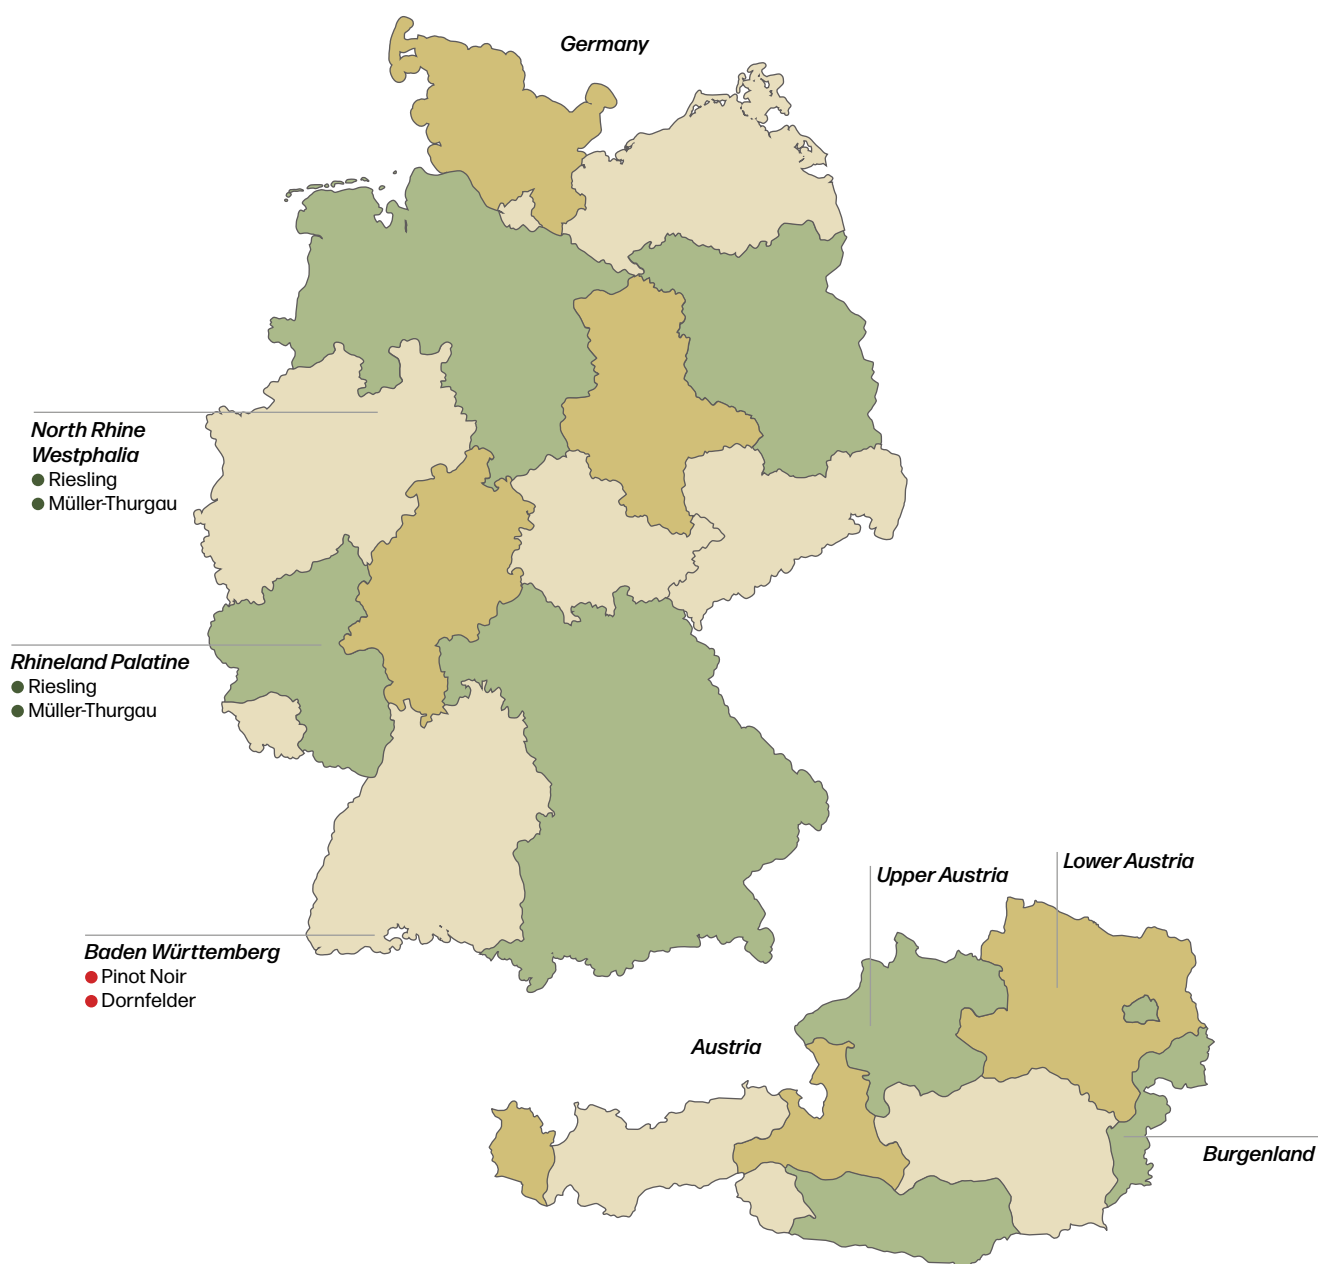 Germany
North Rhine
Westphalia
Riesling
Müller-Thurgau
Rhineland Palatine
Riesling
Müller-Thurgau
Baden Württemberg
Pinot Noir
Dornfelder
Upper Austria
Lower Austria
Austria
Burgenland